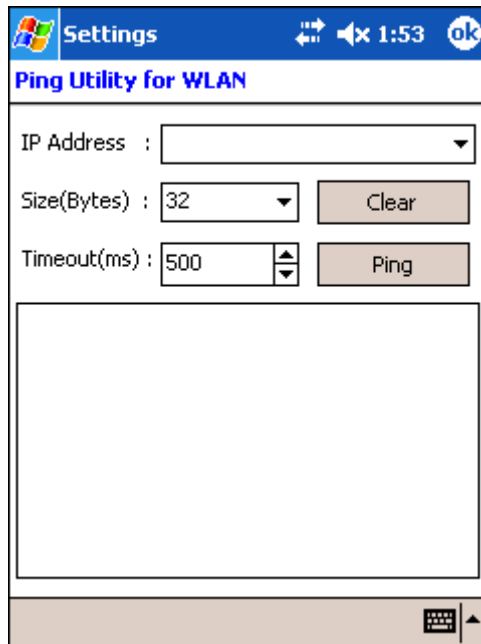 Settings 1:53 ok
Ping Utility for WLAN
IP Address :
Size(Bytes) : 32 Clear
Timeout(ms) : 500 Ping